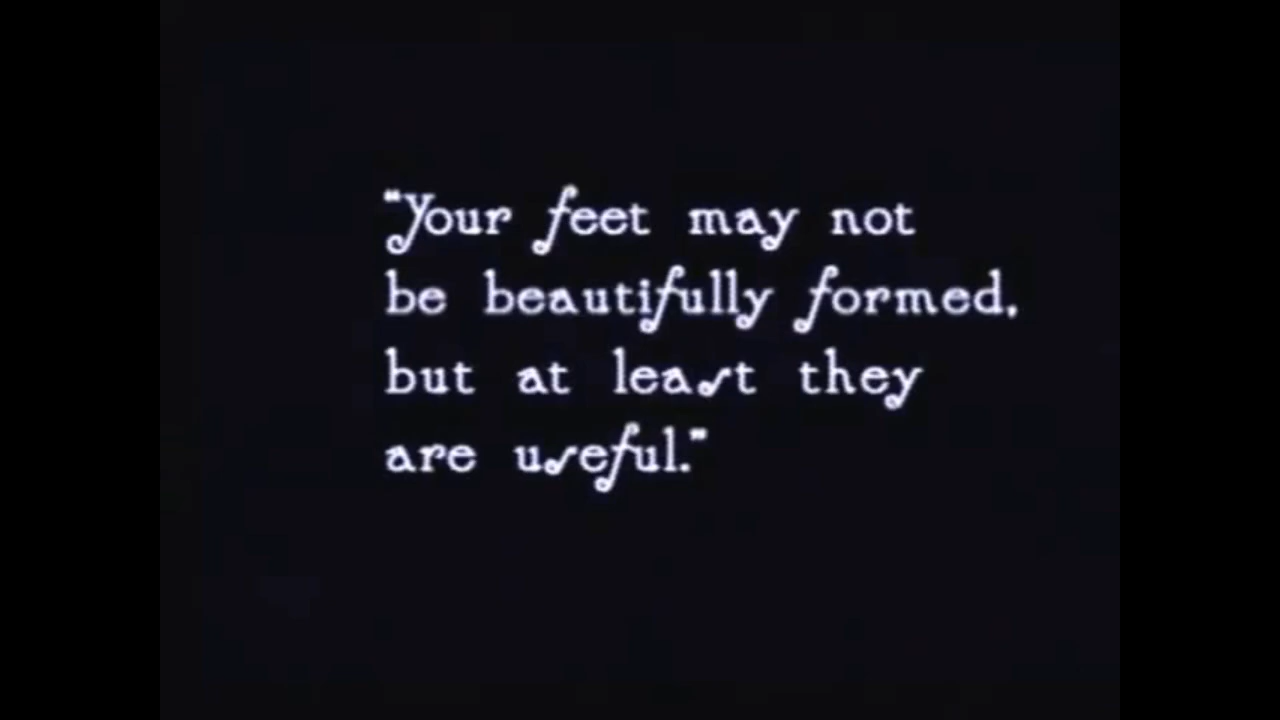 "Your feet may not
be beautifully formed,
but at least they
are useful."